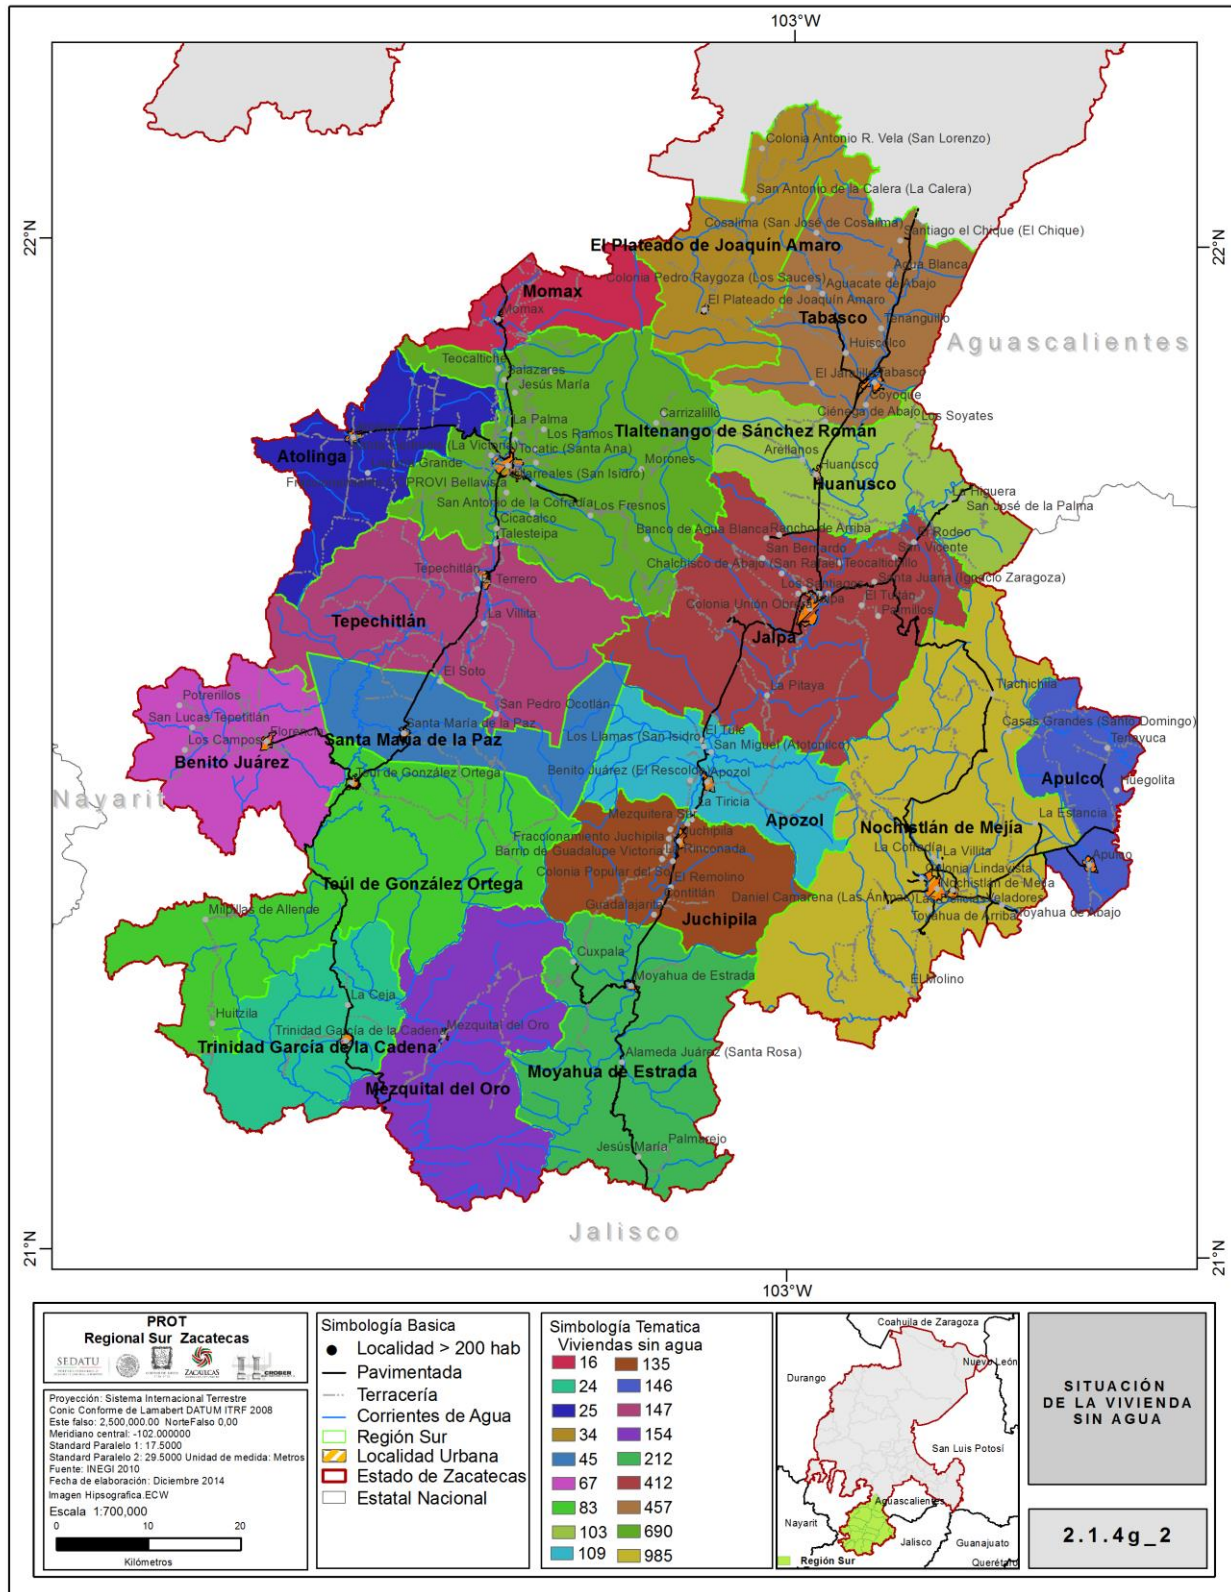 103°W
Colonia Antonio R. Vela (San Lorenzo)
San Antonio de la Calera (La Calera)
22°N
22°N
Cosalima (San José de Cosalima)
Santiago el Chique (El Chique)
El Plateado de Joaquín Amaro
Agua Blanca
Colonia Pedro Raygoza (Los Sauces)
Aguacate de Abajo
Momax
El Plateado de Joaquín Amaro
Momax
Tabasco
Tenanguillo
Aguascalientes
Huiscolco
Teocaltiche
Salazares
Jesús María
El Jaralillo
Tabasco
Coyoque
Ciénega de Abajo
Los Soyates
La Palma
Carrizalillo
Los Ramos
Tlaltenango de Sánchez Román
Atolinga
(La Victoria)
Tocatic (Santa Ana)
Arellanos
Morones
Huanusco
Huanusco
Grande
Villarreales (San Isidro)
PROVI Bellavista
La Higuera
San José de la Palma
San Antonio de la Cofradía
Los Fresnos
Cicacalco
Talesteipa
Banco de Agua Blanca
Rancho de Arriba
El Rodeo
San Bernardo
San Vicente
Chalchisco de Abajo (San Rafael)
Teocaltichillo
Tepechitlán
Terrero
Los Santiagos
Santa Juana (Ignacio Zaragoza)
Colonia Unión Obrera
Jalpa
El Tuitán
Palmillos
Tepechitlán
La Villita
Jalpa
El Soto
La Pitaya
Tlachichila
Potrerillos
San Pedro Ocotlán
San Lucas Tepetitlán
Santa María de la Paz
Casas Grandes (Santo Domingo)
Florencia
Los Campos
Santa María de la Paz
Los Llamas (San Isidro)
El Tule
San Miguel (Atotonilco)
Tenayuca
Benito Juárez
Teúl de González Ortega
Benito Juárez (El Rescoldo)
Apozol
Apulco
Huegolita
Nayarit
La Tiricia
La Estancia
Mezquitera Sur
Apozol
Nochistlán de Mejía
Fraccionamiento Juchipila
Juchipila
La Cofradía
La Villita
Barrio de Guadalupe Victoria
La Rinconada
Apulco
Colonia Popular del Sol
Colonia Lindavista
El Remolino
Nochistlán de Mejía
Teúl de González Ortega
Contitlán
Daniel Camarena (Las Ánimas)
Las Delicias
Veladores
Guadalajarita
Juchipila
Toyahua de Arriba
Toyahua de Abajo
Milpillas de Allende
Cuxpala
Moyahua de Estrada
El Molino
La Ceja
Huitzila
Trinidad García de la Cadena
Mezquital del Oro
Trinidad García de la Cadena
Alameda Juárez (Santa Rosa)
Moyahua de Estrada
Mezquital del Oro
Jesús María
Palmarejo
Jalisco
21°N
21°N
103°W
PROT
Regional Sur Zacatecas
SEDATU
ZACATECAS
Proyección: Sistema Internacional Terrestre
Conic Conforme de Lamabert DATUM ITRF 2008
Este falso: 2,500,000.00 NorteFalso 0,00
Meridiano central: -102.000000
Standard Paralelo 1: 17.5000
Standard Paralelo 2: 29.5000 Unidad de medida: Metros
Fuente: INEGI 2010
Fecha de elaboración: Diciembre 2014
Imagen Hipsografica.ECW
Escala 1:700,000
0 10 20
Kilómetros
Simbología Basica
Localidad > 200 hab
Pavimentada
Terracería
Corrientes de Agua
Región Sur
Localidad Urbana
Estado de Zacatecas
Estatal Nacional
Simbología Tematica
Viviendas sin agua
16 135
24 146
25 147
34 154
45 212
67 412
83 457
103 690
109 985
Coahuila de Zaragoza
Nuevo León
Durango
San Luis Potosí
Aguascalientes
Nayarit
Jalisco
Guanajuato
Querétaro
Región Sur
SITUACIÓN
DE LA VIVIENDA
SIN AGUA
2.1.4g_2